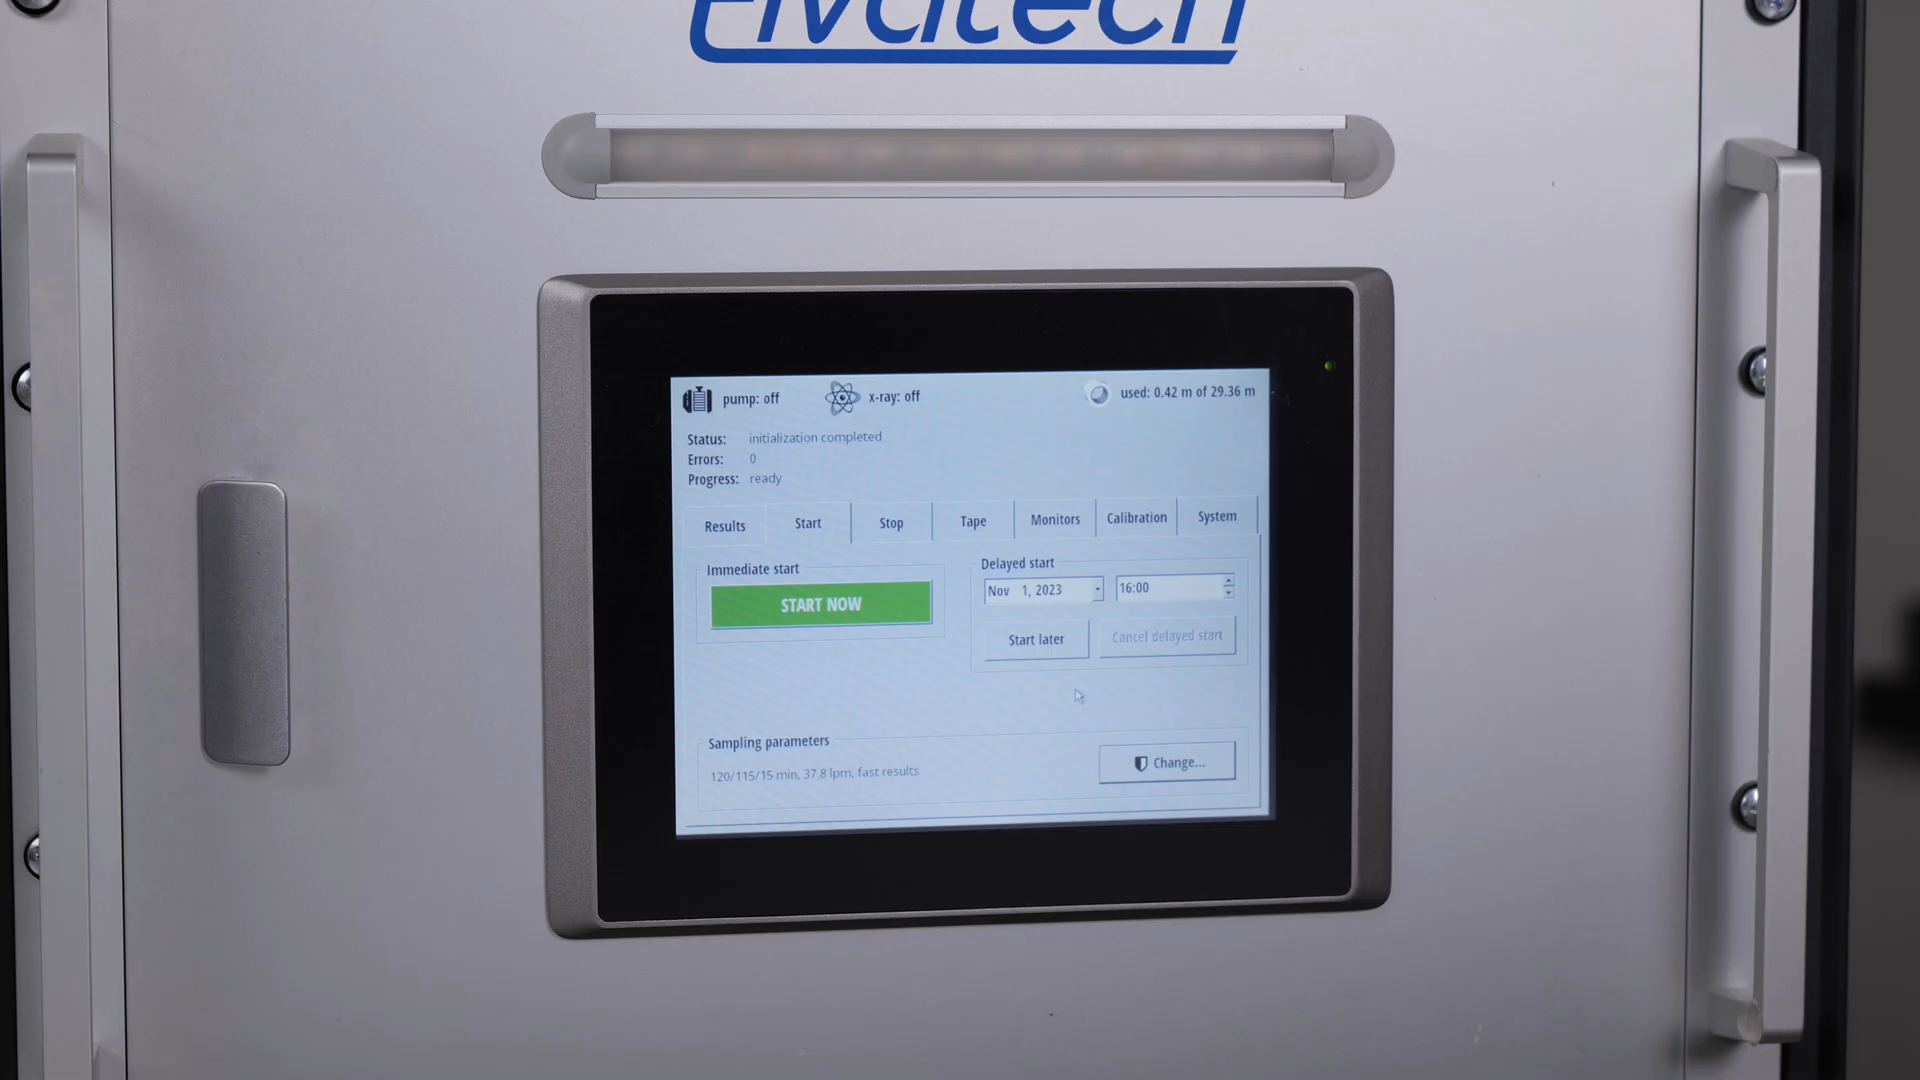 Elvatech
pump: off
x-ray: off
used: 0.42 m of 29.36 m
Status: initialization completed
Errors: 0
Progress: ready
Results
Start
Stop
Tape
Monitors
Calibration
System
Immediate start
START NOW
Delayed start
Nov 1, 2023
16:00
Start later
Cancel delayed start
Sampling parameters
120/115/15 min, 37.8 lpm, fast results
Change...